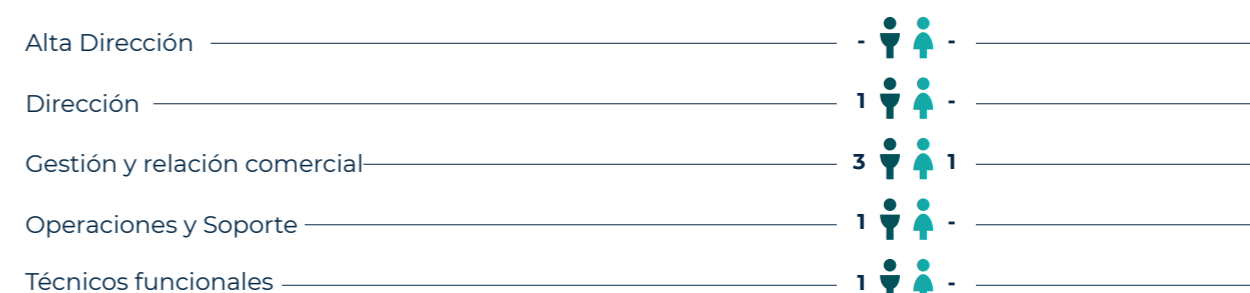 Alta Dirección - -
Dirección 1 -
Gestión y relación comercial 3 1
Operaciones y Soporte 1 -
Técnicos funcionales 1 -